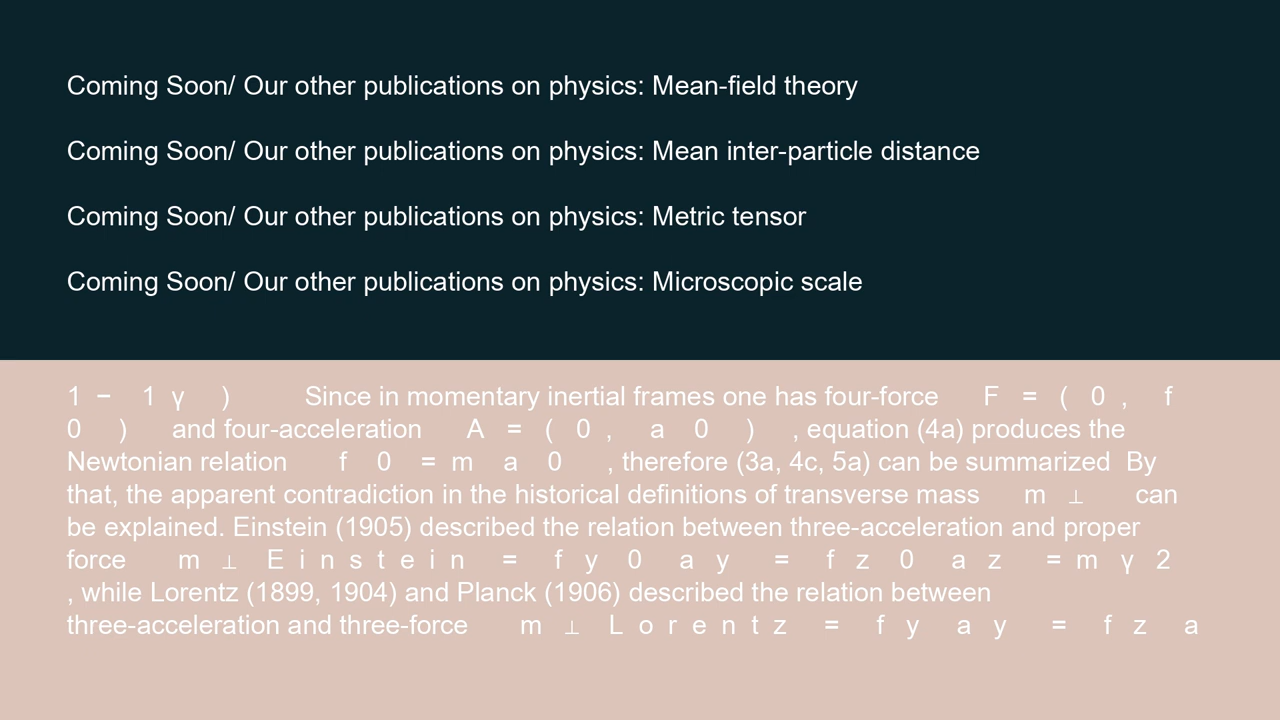 Coming Soon/ Our other publications on physics: Mean-field theory
Coming Soon/ Our other publications on physics: Mean inter-particle distance
Coming Soon/ Our other publications on physics: Metric tensor
Coming Soon/ Our other publications on physics: Microscopic scale
1 − 1 γ ) Since in momentary inertial frames one has four-force F = ( 0 , f
0 ) and four-acceleration A = ( 0 , a 0 ) , equation (4a) produces the
Newtonian relation f 0 = m a 0 , therefore (3a, 4c, 5a) can be summarized By
that, the apparent contradiction in the historical definitions of transverse mass m ⊥ can
be explained. Einstein (1905) described the relation between three-acceleration and proper
force m ⊥ E i n s t e i n = f y 0 a y = f z 0 a z = m γ 2
, while Lorentz (1899, 1904) and Planck (1906) described the relation between
three-acceleration and three-force m ⊥ L o r e n t z = f y a y = f z a